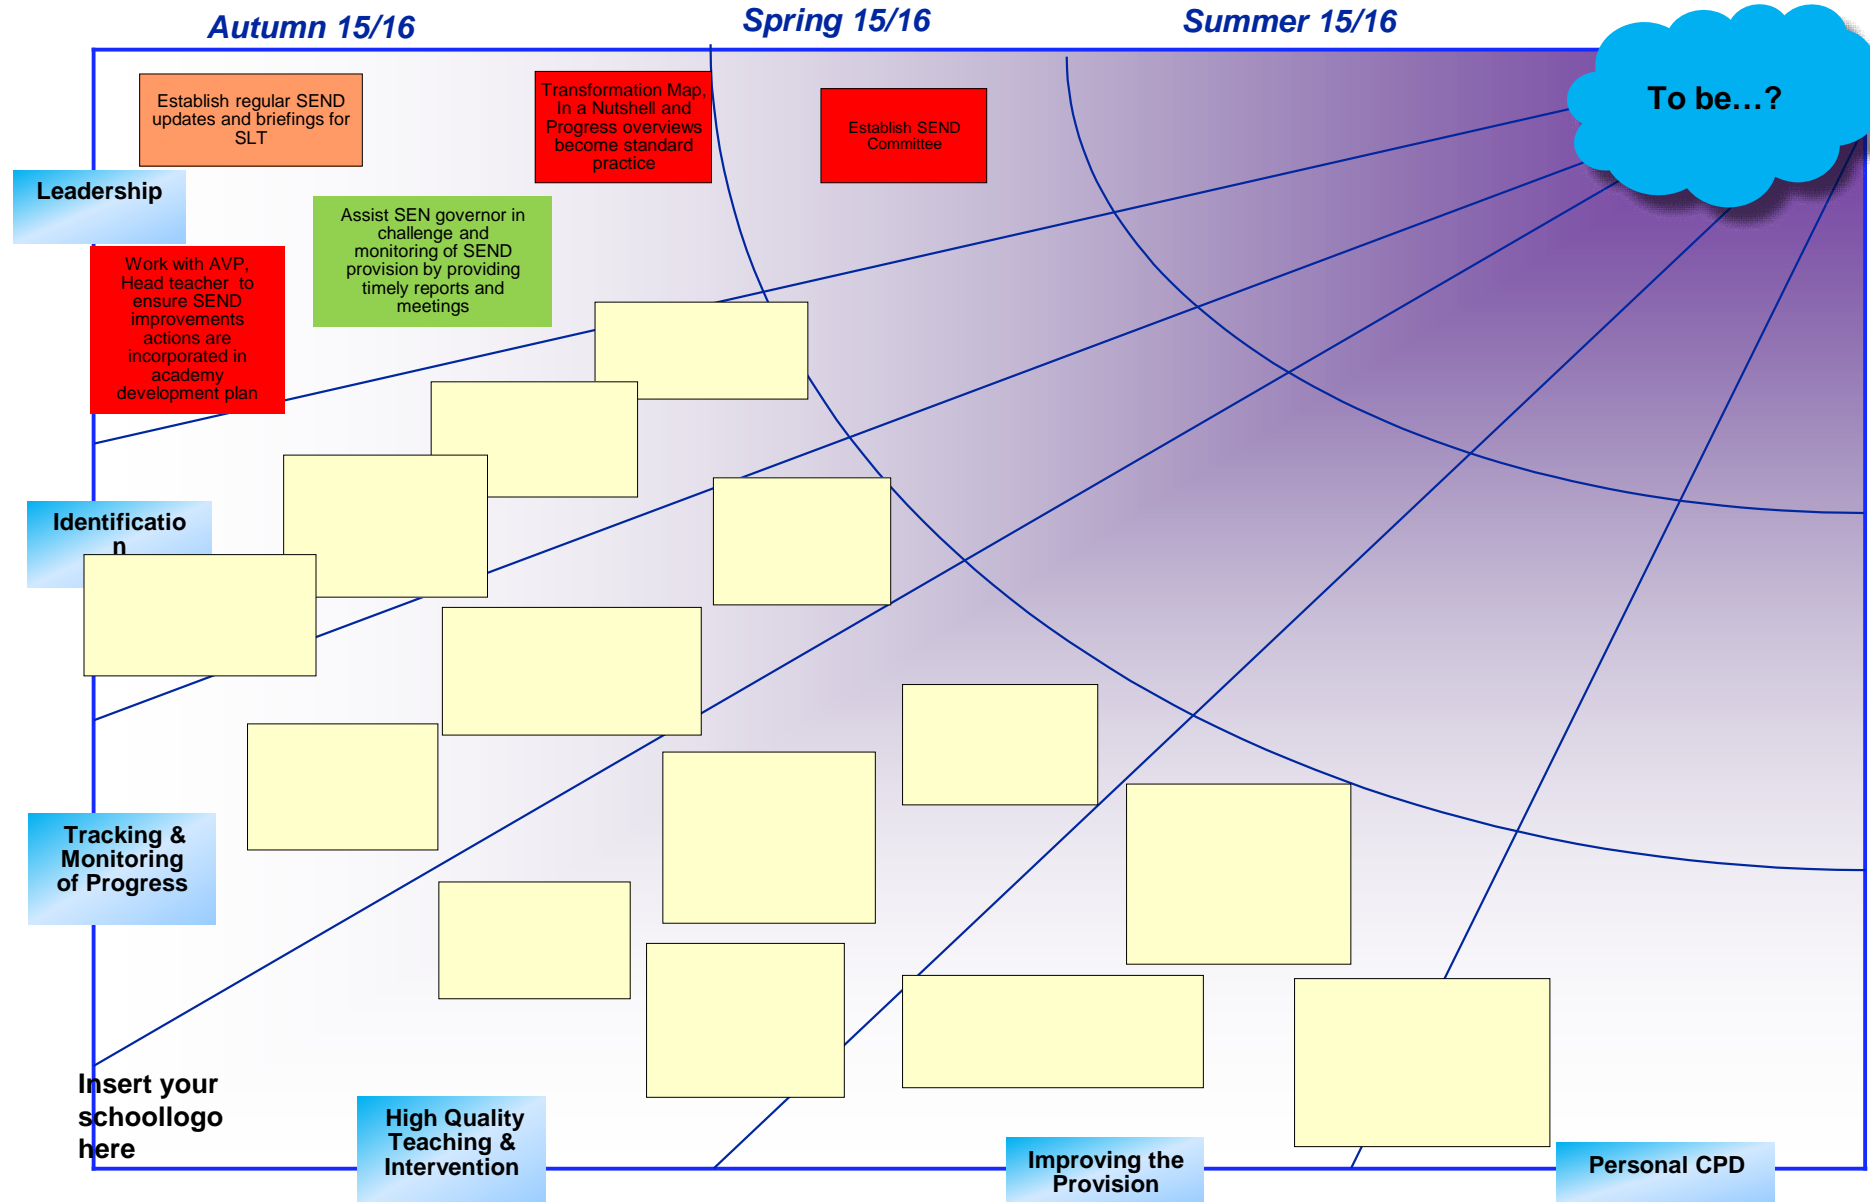 Autumn 15/16
Spring 15/16
Summer 15/16
To be...?
Establish regular SEND
updates and briefings for
SLT
Transformation Map,
In a Nutshell and
Progress overviews
become standard
practice
Establish SEND
Committee
Leadership
Assist SEN governor in
challenge and
monitoring of SEND
provision by providing
timely reports and
meetings
Work with AVP,
Head teacher to
ensure SEND
improvements
actions are
incorporated in
academy
development plan
Identificatio
n
Tracking &
Monitoring
of Progress
Insert your
schoollogo
here
High Quality
Teaching &
Intervention
Improving the
Provision
Personal CPD